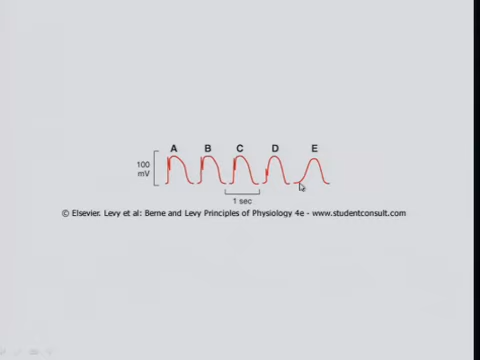 A B C D E
100
mV
1 sec
© Elsevier. Levy et al: Berne and Levy Principles of Physiology 4e - www.studentconsult.com